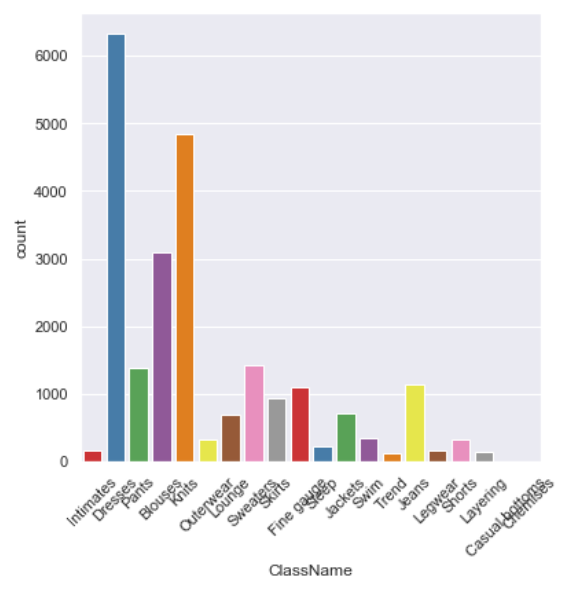 6000
5000
4000
3000
2000
1000
0
count
Intimates
Dresses
Pants
Blouses
Knits
Outerwear
Lounge
Sweaters
Skirts
Fine gauge
Sleep
Jackets
Swim
Trend
Jeans
Legwear
Shorts
Layering
Casual bottoms
Chemises
ClassName